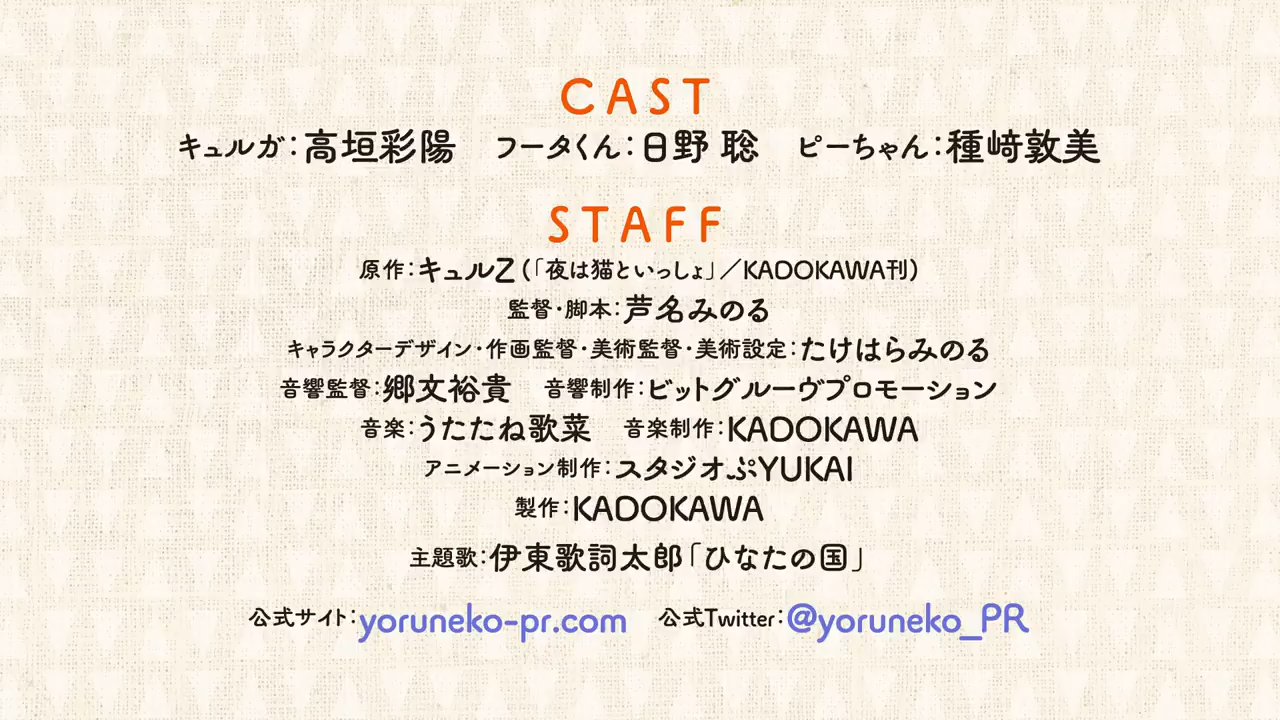 CAST
キュルガ：高垣彩陽　フータくん：日野 聡　ピーちゃん：種﨑敦美
STAFF
原作：キュルZ（「夜は猫といっしょ」／KADOKAWA刊）
監督・脚本：芦名みのる
キャラクターデザイン・作画監督・美術監督・美術設定：たけはらみのる
音響監督：郷文裕貴　音響制作：ビットグルーヴプロモーション
音楽：うたたね歌菜　音楽制作：KADOKAWA
アニメーション制作：スタジオぷYUKAI
製作：KADOKAWA
主題歌：伊東歌詞太郎「ひなたの国」
公式サイト：yoruneko-pr.com　公式Twitter：@yoruneko_PR